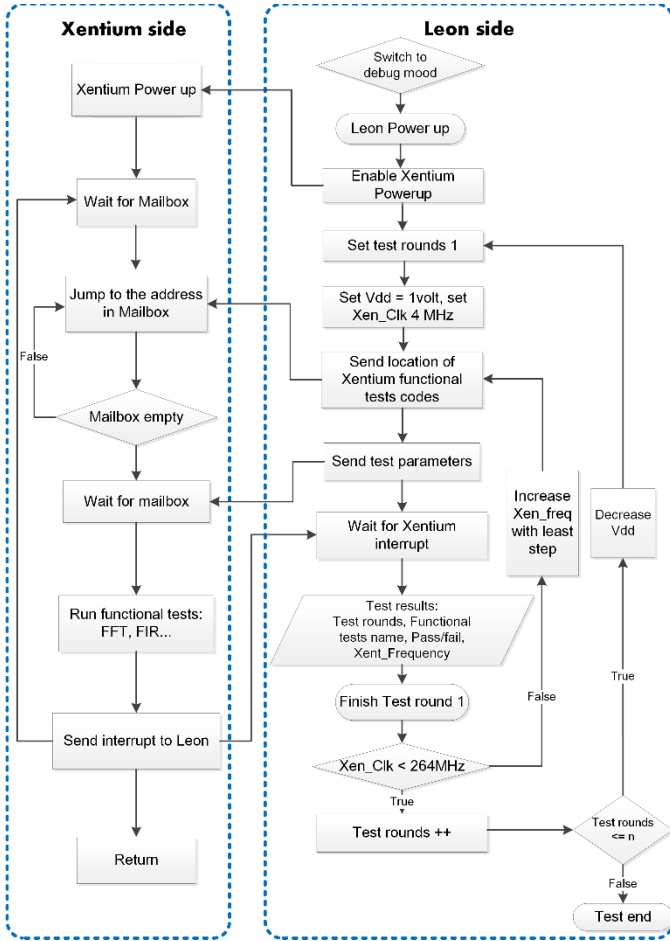 Xentium side
Xentium Power up
Wait for Mailbox
Jump to the address
in Mailbox
False
Mailbox empty
Wait for mailbox
Run functional tests:
FFT, FIR...
Send interrupt to Leon
Return
Leon side
Switch to
debug mood
Leon Power up
Enable Xentium
Powerup
Set test rounds 1
Set Vdd = 1volt, set
Xen_Clk 4 MHz
Send location of
Xentium functional
tests codes
Send test parameters
Wait for Xentium
interrupt
Test results:
Test rounds, Functional
tests name, Pass/fail,
Xent_Frequency
Finish Test round 1
Xen_Clk < 264MHz
True
Test rounds ++
Increase
Xen_freq
with least
step
False
Decrease
Vdd
True
Test rounds
<= n
False
Test end